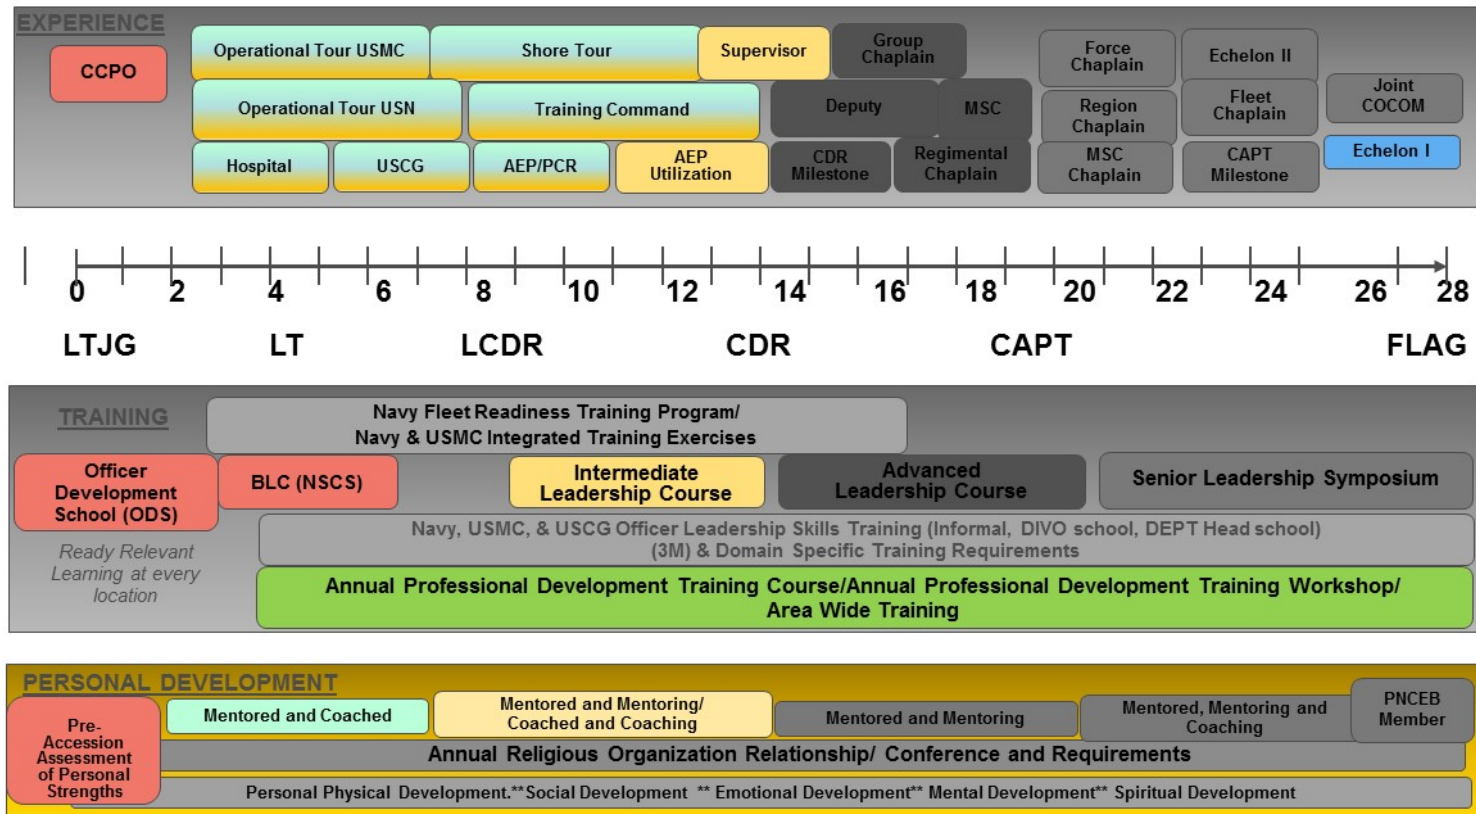 EXPERIENCE
CCPO
Operational Tour USMC
Shore Tour
Supervisor
Group
Chaplain
Force
Chaplain
Echelon II
Joint
COCOM
Operational Tour USN
Training Command
Deputy
MSC
Region
Chaplain
Fleet
Chaplain
Echelon I
Hospital
USCG
AEP/PCR
AEP
Utilization
CDR
Milestone
Regimental
Chaplain
MSC
Chaplain
CAPT
Milestone
0 2 4 6 8 10 12 14 16 18 20 22 24 26 28
LTJG LT LCDR CDR CAPT FLAG
TRAINING
Navy Fleet Readiness Training Program/
Navy & USMC Integrated Training Exercises
Officer
Development
School (ODS)
BLC (NSCS)
Intermediate
Leadership Course
Advanced
Leadership Course
Senior Leadership Symposium
Ready Relevant
Learning at every
location
Navy, USMC, & USCG Officer Leadership Skills Training (Informal, DIVO school, DEPT Head school)
(3M) & Domain Specific Training Requirements
Annual Professional Development Training Course/Annual Professional Development Training Workshop/
Area Wide Training
PERSONAL DEVELOPMENT
Pre-
Accession
Assessment
of Personal
Strengths
Mentored and Coached
Mentored and Mentoring/
Coached and Coaching
Mentored and Mentoring
Mentored, Mentoring and
Coaching
PNCEB
Member
Annual Religious Organization Relationship/ Conference and Requirements
Personal Physical Development.**Social Development ** Emotional Development** Mental Development** Spiritual Development